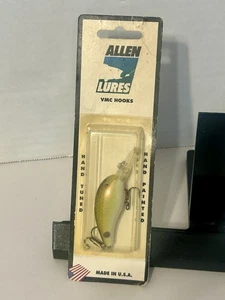 ALLEN
LURES
VMC HOOKS
HAND TUNED
HAND PAINTED
MADE IN U.S.A.